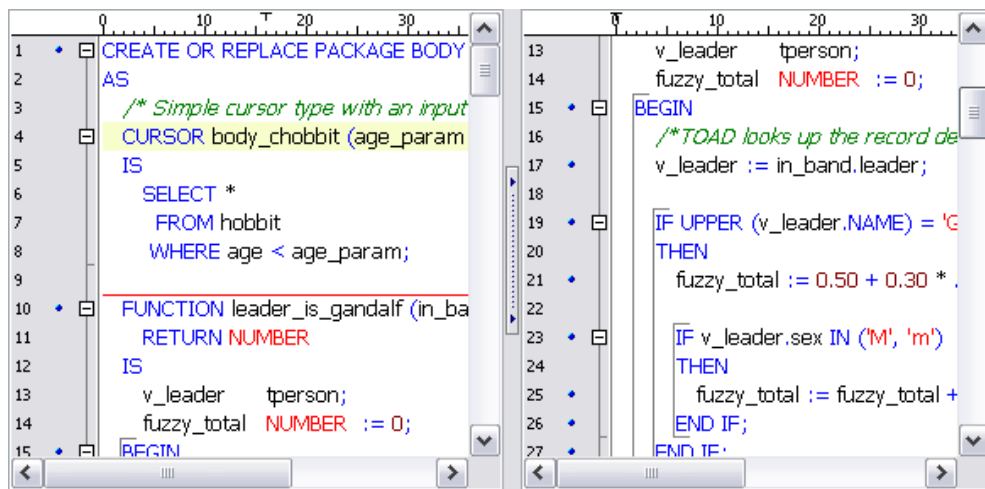 0 10 20 30
1 CREATE OR REPLACE PACKAGE BODY
2 AS
3 /* Simple cursor type with an input
4 CURSOR body_chobbit (age_param
5 IS
6 SELECT *
7 FROM hobbit
8 WHERE age < age_param;
9
10 FUNCTION leader_is_gandalf (in_ba
11 RETURN NUMBER
12 IS
13 v_leader tperson;
14 fuzzy_total NUMBER := 0;
15 BEGIN
0 10 20 30
13 v_leader tperson;
14 fuzzy_total NUMBER := 0;
15 BEGIN
16 /*TOAD looks up the record de
17 v_leader := in_band.leader;
18
19 IF UPPER (v_leader.NAME) = 'G
20 THEN
21 fuzzy_total := 0.50 + 0.30 * .
22
23 IF v_leader.sex IN ('M', 'm')
24 THEN
25 fuzzy_total := fuzzy_total +
26 END IF;
27 END IF;